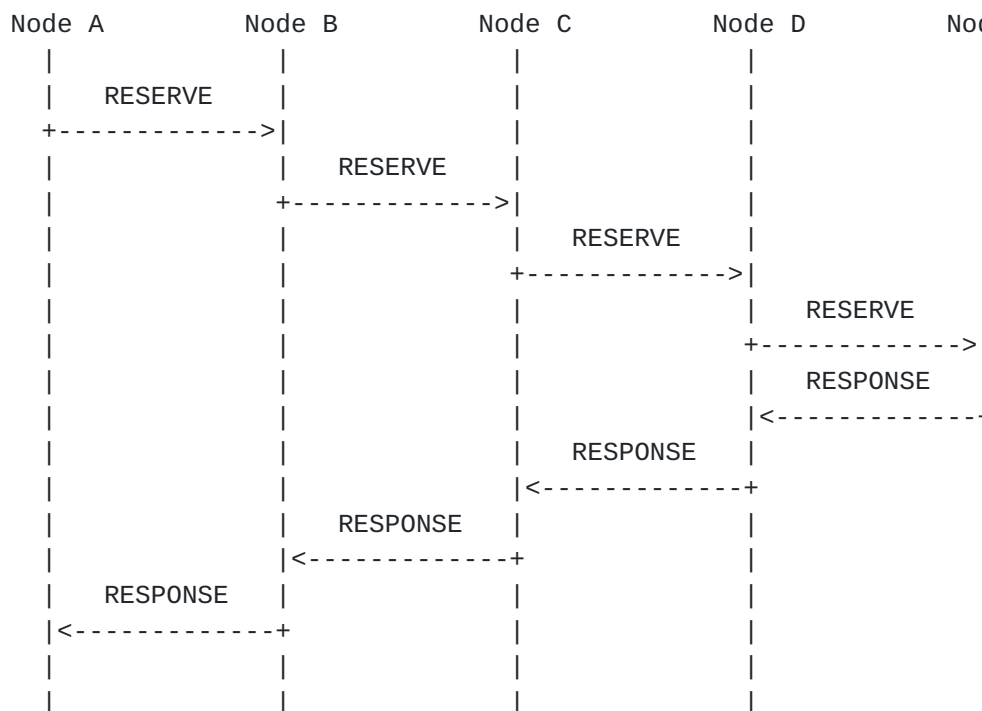 Node A Node B Node C Node D
RESERVE
RESERVE
RESERVE
RESERVE
RESPONSE
RESPONSE
RESPONSE
RESPONSE